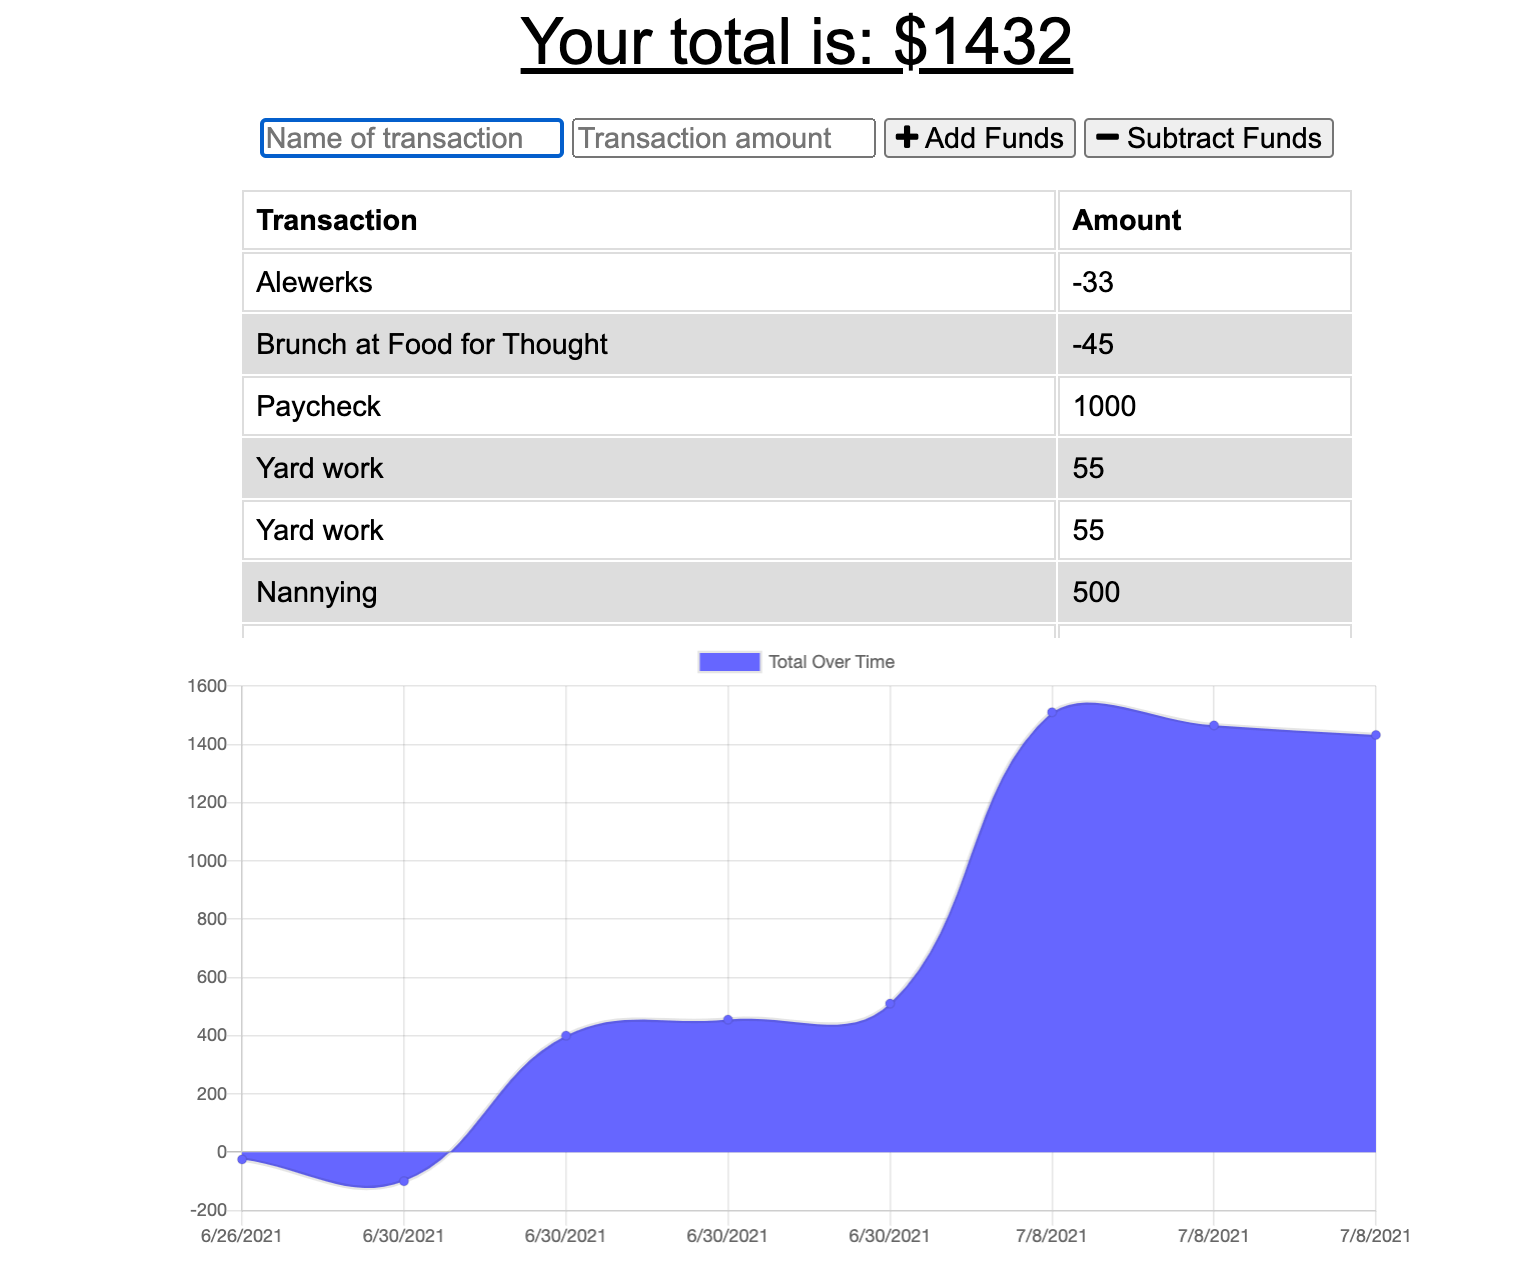 Your total is: $1432
Name of transaction Transaction amount + Add Funds − Subtract Funds
Transaction Amount
Alewerks -33
Brunch at Food for Thought -45
Paycheck 1000
Yard work 55
Yard work 55
Nannying 500
Total Over Time
1600
1400
1200
1000
800
600
400
200
0
-200
6/26/2021 6/30/2021 6/30/2021 6/30/2021 6/30/2021 7/8/2021 7/8/2021 7/8/2021